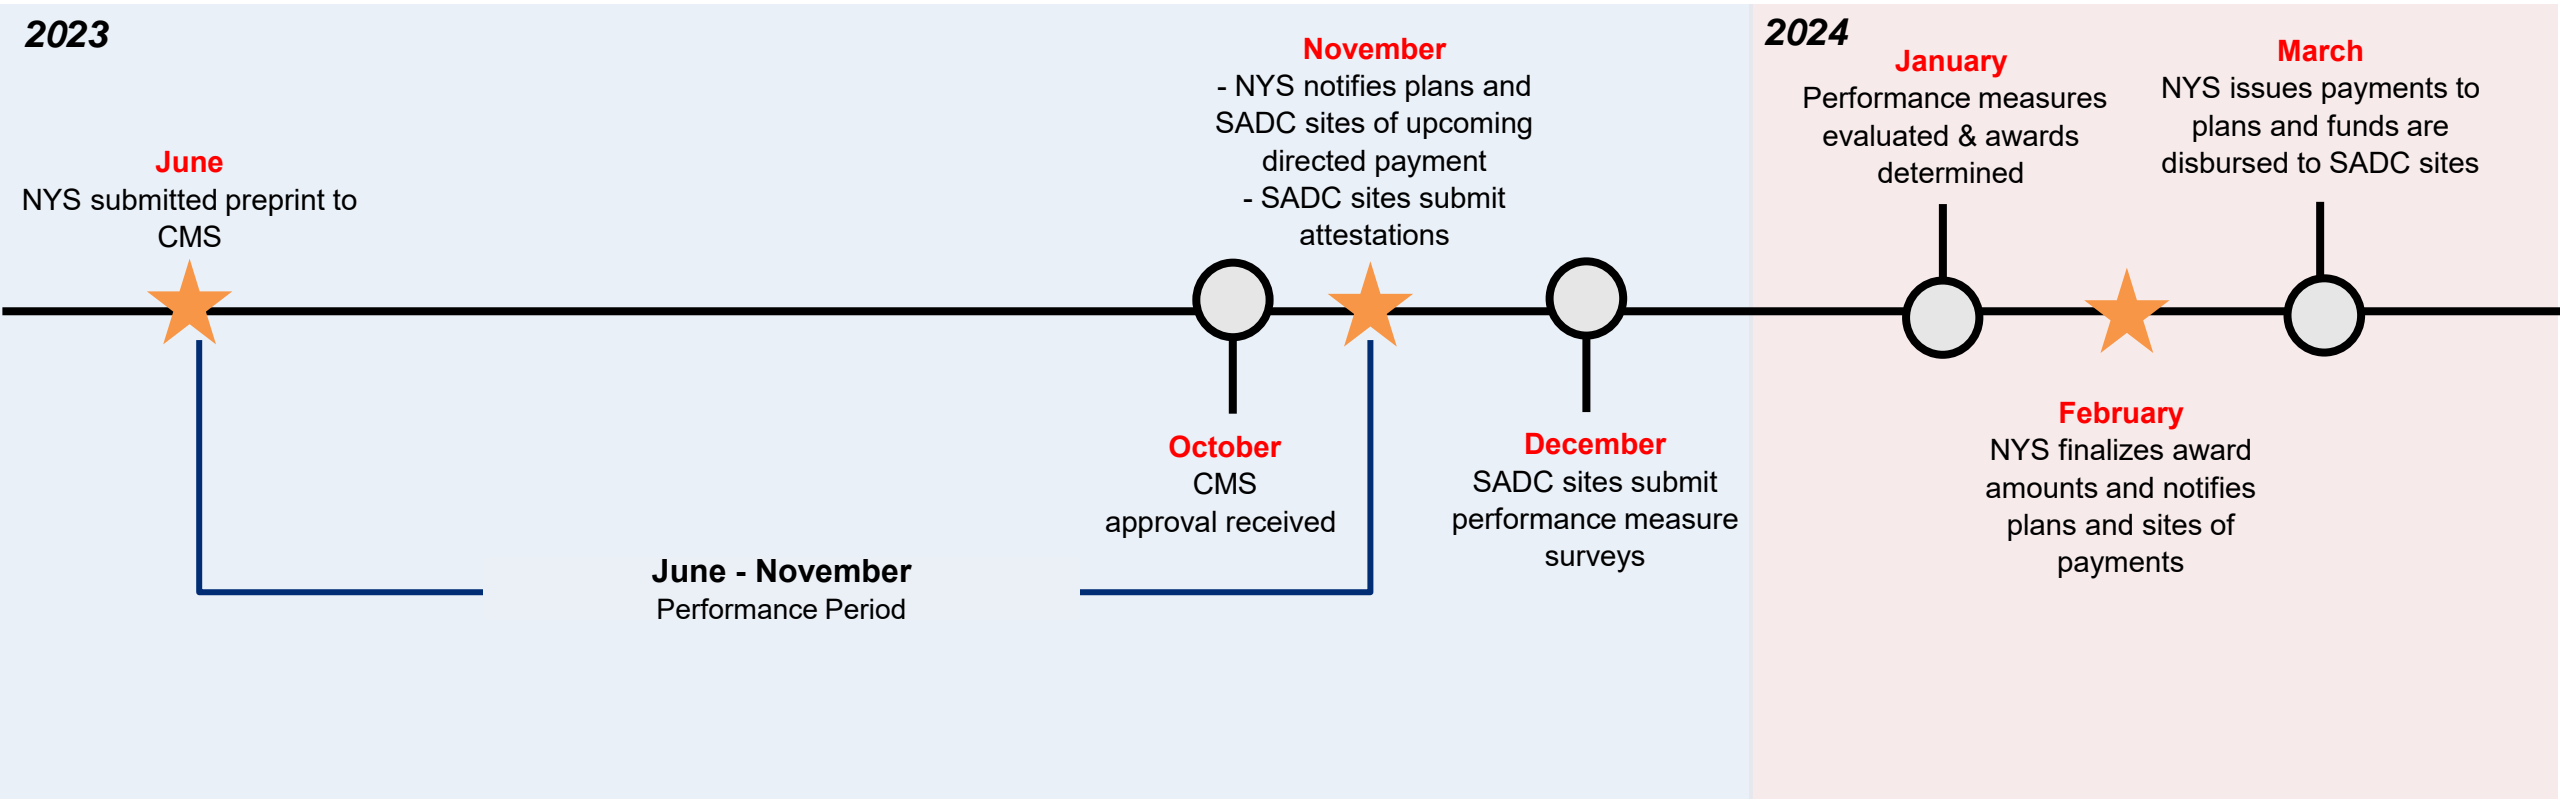 2023
June
NYS submitted preprint to
CMS
November
- NYS notifies plans and
SADC sites of upcoming
directed payment
- SADC sites submit
attestations
October
CMS
approval received
December
SADC sites submit
performance measure
surveys
June - November
Performance Period
2024
January
Performance measures
evaluated & awards
determined
March
NYS issues payments to
plans and funds are
disbursed to SADC sites
February
NYS finalizes award
amounts and notifies
plans and sites of
payments